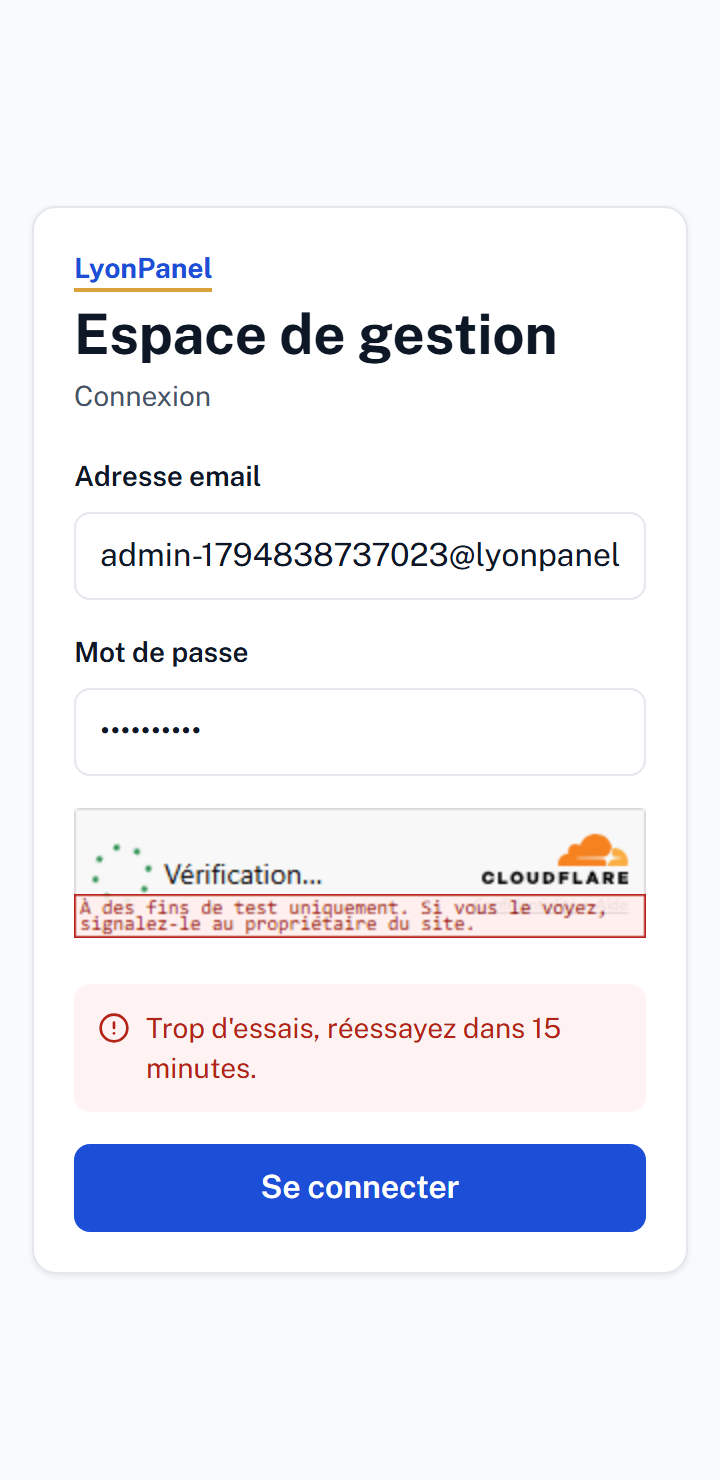 LyonPanel
Espace de gestion
Connexion
Adresse email
admin-1794838737023@lyonpanel
Mot de passe
••••••••••
Vérification...
CLOUDFLARE
À des fins de test uniquement. Si vous le voyez,
signalez-le au propriétaire du site.
Trop d'essais, réessayez dans 15
minutes.
Se connecter